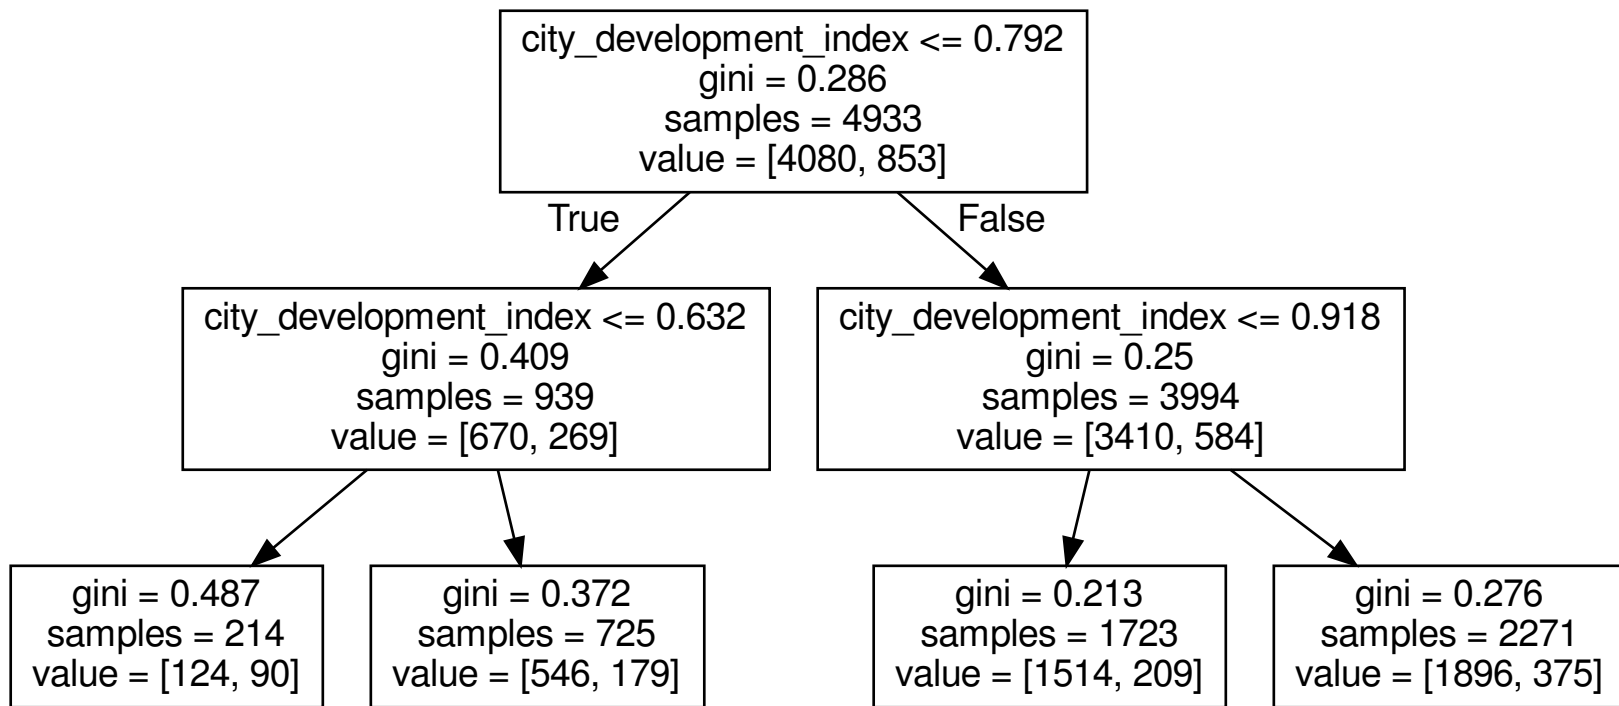 city_development_index <= 0.792
gini = 0.286
samples = 4933
value = [4080, 853]
True
False
city_development_index <= 0.632
gini = 0.409
samples = 939
value = [670, 269]
city_development_index <= 0.918
gini = 0.25
samples = 3994
value = [3410, 584]
gini = 0.487
samples = 214
value = [124, 90]
gini = 0.372
samples = 725
value = [546, 179]
gini = 0.213
samples = 1723
value = [1514, 209]
gini = 0.276
samples = 2271
value = [1896, 375]